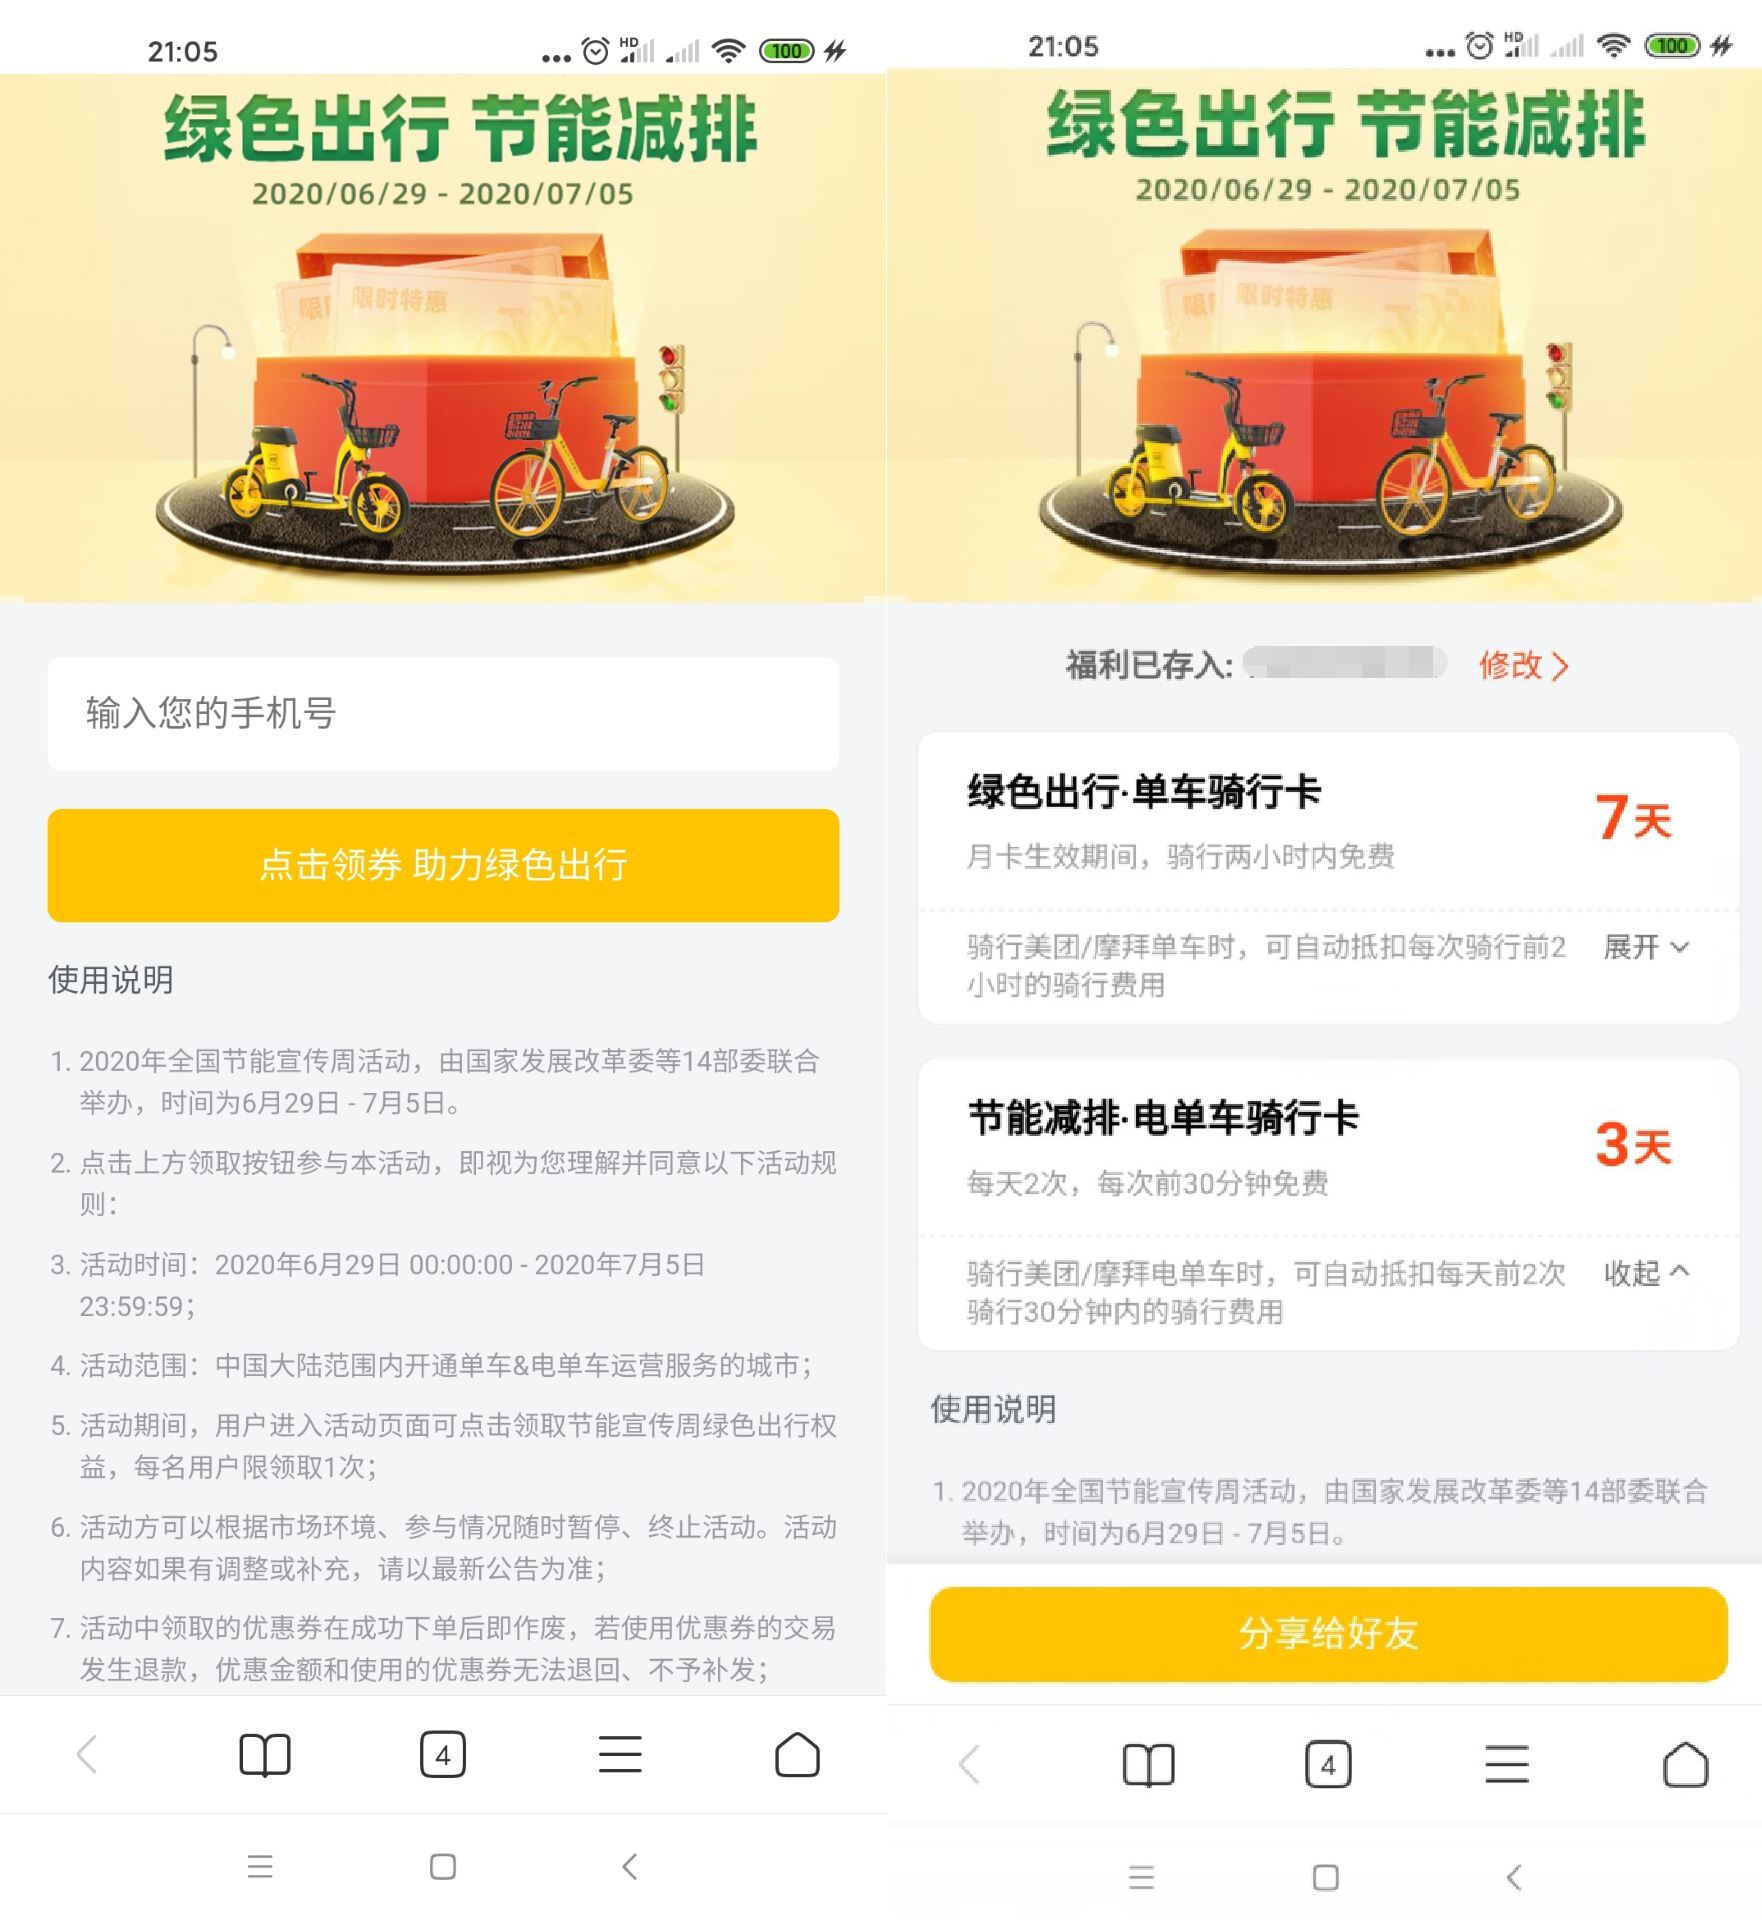 21:05
HD
100
绿色出行 节能减排
2020/06/29 - 2020/07/05
限时特惠
输入您的手机号
点击领券 助力绿色出行
使用说明
1. 2020年全国节能宣传周活动，由国家发展改革委等14部委联合
举办，时间为6月29日 - 7月5日。
2. 点击上方领取按钮参与本活动，即视为您理解并同意以下活动规
则：
3. 活动时间：2020年6月29日 00:00:00 - 2020年7月5日
23:59:59；
4. 活动范围：中国大陆范围内开通单车&电单车运营服务的城市；
5. 活动期间，用户进入活动页面可点击领取节能宣传周绿色出行权
益，每名用户限领取1次；
6. 活动方可以根据市场环境、参与情况随时暂停、终止活动。活动
内容如果有调整或补充，请以最新公告为准；
7. 活动中领取的优惠券在成功下单后即作废，若使用优惠券的交易
发生退款，优惠金额和使用的优惠券无法退回、不予补发；
4
21:05
HD
100
绿色出行 节能减排
2020/06/29 - 2020/07/05
限时特惠
福利已存入:
修改
绿色出行·单车骑行卡
7天
月卡生效期间，骑行两小时内免费
骑行美团/摩拜单车时，可自动抵扣每次骑行前2
小时的骑行费用
展开
节能减排·电单车骑行卡
3天
每天2次，每次前30分钟免费
骑行美团/摩拜电单车时，可自动抵扣每天前2次
骑行30分钟内的骑行费用
收起
使用说明
1. 2020年全国节能宣传周活动，由国家发展改革委等14部委联合
举办，时间为6月29日 - 7月5日。
分享给好友
4